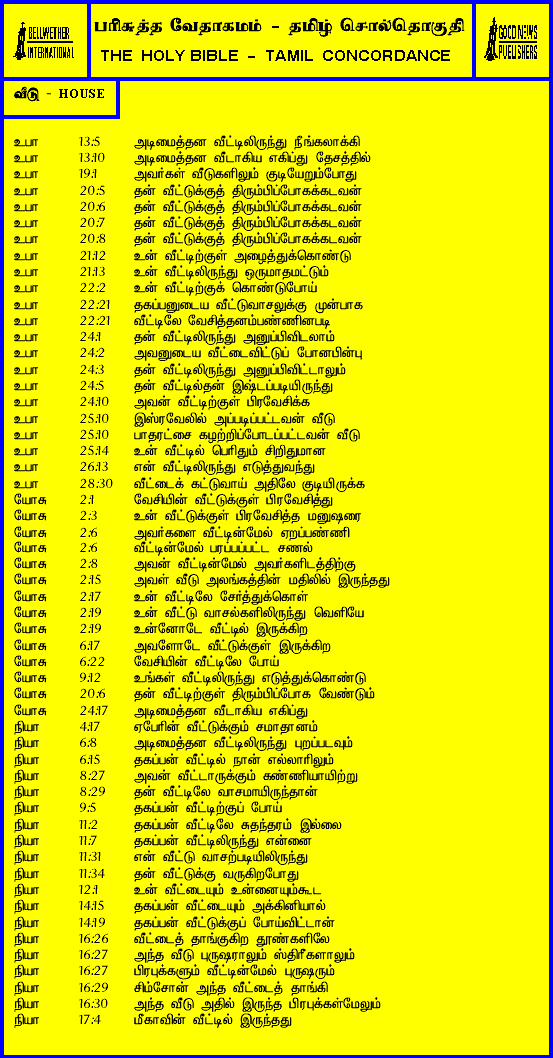 BELLWETHER
INTERNATIONAL
பரிசுத்த வேதாகமம் - தமிழ் சொல்தொகுதி
THE HOLY BIBLE - TAMIL CONCORDANCE
GOOD NEWS
PUBLISHERS
வீடு - HOUSE
உபா 13:5 அடிமைத்தன வீட்டிலிருந்து நீங்கலாக்கி
உபா 13:10 அடிமைத்தன வீடாகிய எகிப்து தேசத்தில்
உபா 19:1 அவர்கள் வீடுகளிலும் குடியேறும்போது
உபா 20:5 தன் வீட்டுக்குத் திரும்பிப்போகக்கடவன்
உபா 20:6 தன் வீட்டுக்குத் திரும்பிப்போகக்கடவன்
உபா 20:7 தன் வீட்டுக்குத் திரும்பிப்போகக்கடவன்
உபா 20:8 தன் வீட்டுக்குத் திரும்பிப்போகக்கடவன்
உபா 21:12 உன் வீட்டிற்குள் அழைத்துக்கொண்டு
உபா 21:13 உன் வீட்டிலிருந்து ஒருமாதமட்டும்
உபா 22:2 உன் வீட்டிற்குக் கொண்டுபோய்
உபா 22:21 தகப்பனுடைய வீட்டுவாசலுக்கு முன்பாக
உபா 22:21 வீட்டிலே வேசித்தனம்பண்ணினபடி
உபா 24:1 தன் வீட்டிலிருந்து அனுப்பிவிடலாம்
உபா 24:2 அவனுடைய வீட்டைவிட்டுப் போனபின்பு
உபா 24:3 தன் வீட்டிலிருந்து அனுப்பிவிட்டாலும்
உபா 24:5 தன் வீட்டில்தன் இஷ்டப்படியிருந்து
உபா 24:10 அவன் வீட்டிற்குள் பிரவேசிக்க
உபா 25:10 இஸ்ரவேலில் அப்படிப்பட்டவன் வீடு
உபா 25:10 பாதரட்சை கழற்றிப்போடப்பட்டவன் வீடு
உபா 25:14 உன் வீட்டில் பெரிதும் சிறிதுமான
உபா 26:13 என் வீட்டிலிருந்து எடுத்துவந்து
உபா 28:30 வீட்டைக் கட்டுவாய் அதிலே குடியிருக்க
யோசு 2:1 வேசியின் வீட்டுக்குள் பிரவேசித்து
யோசு 2:3 உன் வீட்டுக்குள் பிரவேசித்த மனுஷரை
யோசு 2:6 அவர்களை வீட்டின்மேல் ஏறப்பண்ணி
யோசு 2:6 வீட்டின்மேல் பரப்பப்பட்ட சணல்
யோசு 2:8 அவன் வீட்டின்மேல் அவர்களிடத்திற்கு
யோசு 2:15 அவள் வீடு அலங்கத்தின் மதிலில் இருந்தது
யோசு 2:17 உன் வீட்டிலே சேர்த்துக்கொள்
யோசு 2:19 உன் வீட்டு வாசல்களிலிருந்து வெளியே
யோசு 2:19 உன்னோடே வீட்டில் இருக்கிற
யோசு 6:17 அவளோடே வீட்டுக்குள் இருக்கிற
யோசு 6:22 வேசியின் வீட்டிலே போய்
யோசு 9:12 உங்கள் வீட்டிலிருந்து எடுத்துக்கொண்டு
யோசு 20:6 தன் வீட்டிற்குள் திரும்பிப்போக வேண்டும்
யோசு 24:17 அடிமைத்தன வீடாகிய எகிப்து
நியா 4:17 ஏபேரின் வீட்டுக்கும் சமாதானம்
நியா 6:8 அடிமைத்தன வீட்டிலிருந்து புறப்படவும்
நியா 6:15 தகப்பன் வீட்டில் நான் எல்லாரிலும்
நியா 8:27 அவன் வீட்டாருக்கும் கண்ணியாயிற்று
நியா 8:29 தன் வீட்டிலே வாசமாயிருந்தான்
நியா 9:5 தகப்பன் வீட்டிற்குப் போய்
நியா 11:2 தகப்பன் வீட்டிலே சுதந்தரம் இல்லை
நியா 11:7 தகப்பன் வீட்டிலிருந்து என்னை
நியா 11:31 என் வீட்டு வாசற்படியிலிருந்து
நியா 11:34 தன் வீட்டுக்கு வருகிறபோது
நியா 12:1 உன் வீட்டையும் உன்னையும்கூட
நியா 14:15 தகப்பன் வீட்டையும் அக்கினியால்
நியா 14:19 தகப்பன் வீட்டுக்குப் போய்விட்டான்
நியா 16:26 வீட்டைத் தாங்குகிற தூண்களிலே
நியா 16:27 அந்த வீடு புருஷராலும் ஸ்திரீகளாலும்
நியா 16:27 பிரபுக்களும் வீட்டின்மேல் புருஷரும்
நியா 16:29 சிம்சோன் அந்த வீட்டைத் தாங்கி
நியா 16:30 அந்த வீடு அதில் இருந்த பிரபுக்கள்மேலும்
நியா 17:4 மீகாவின் வீட்டில் இருந்தது